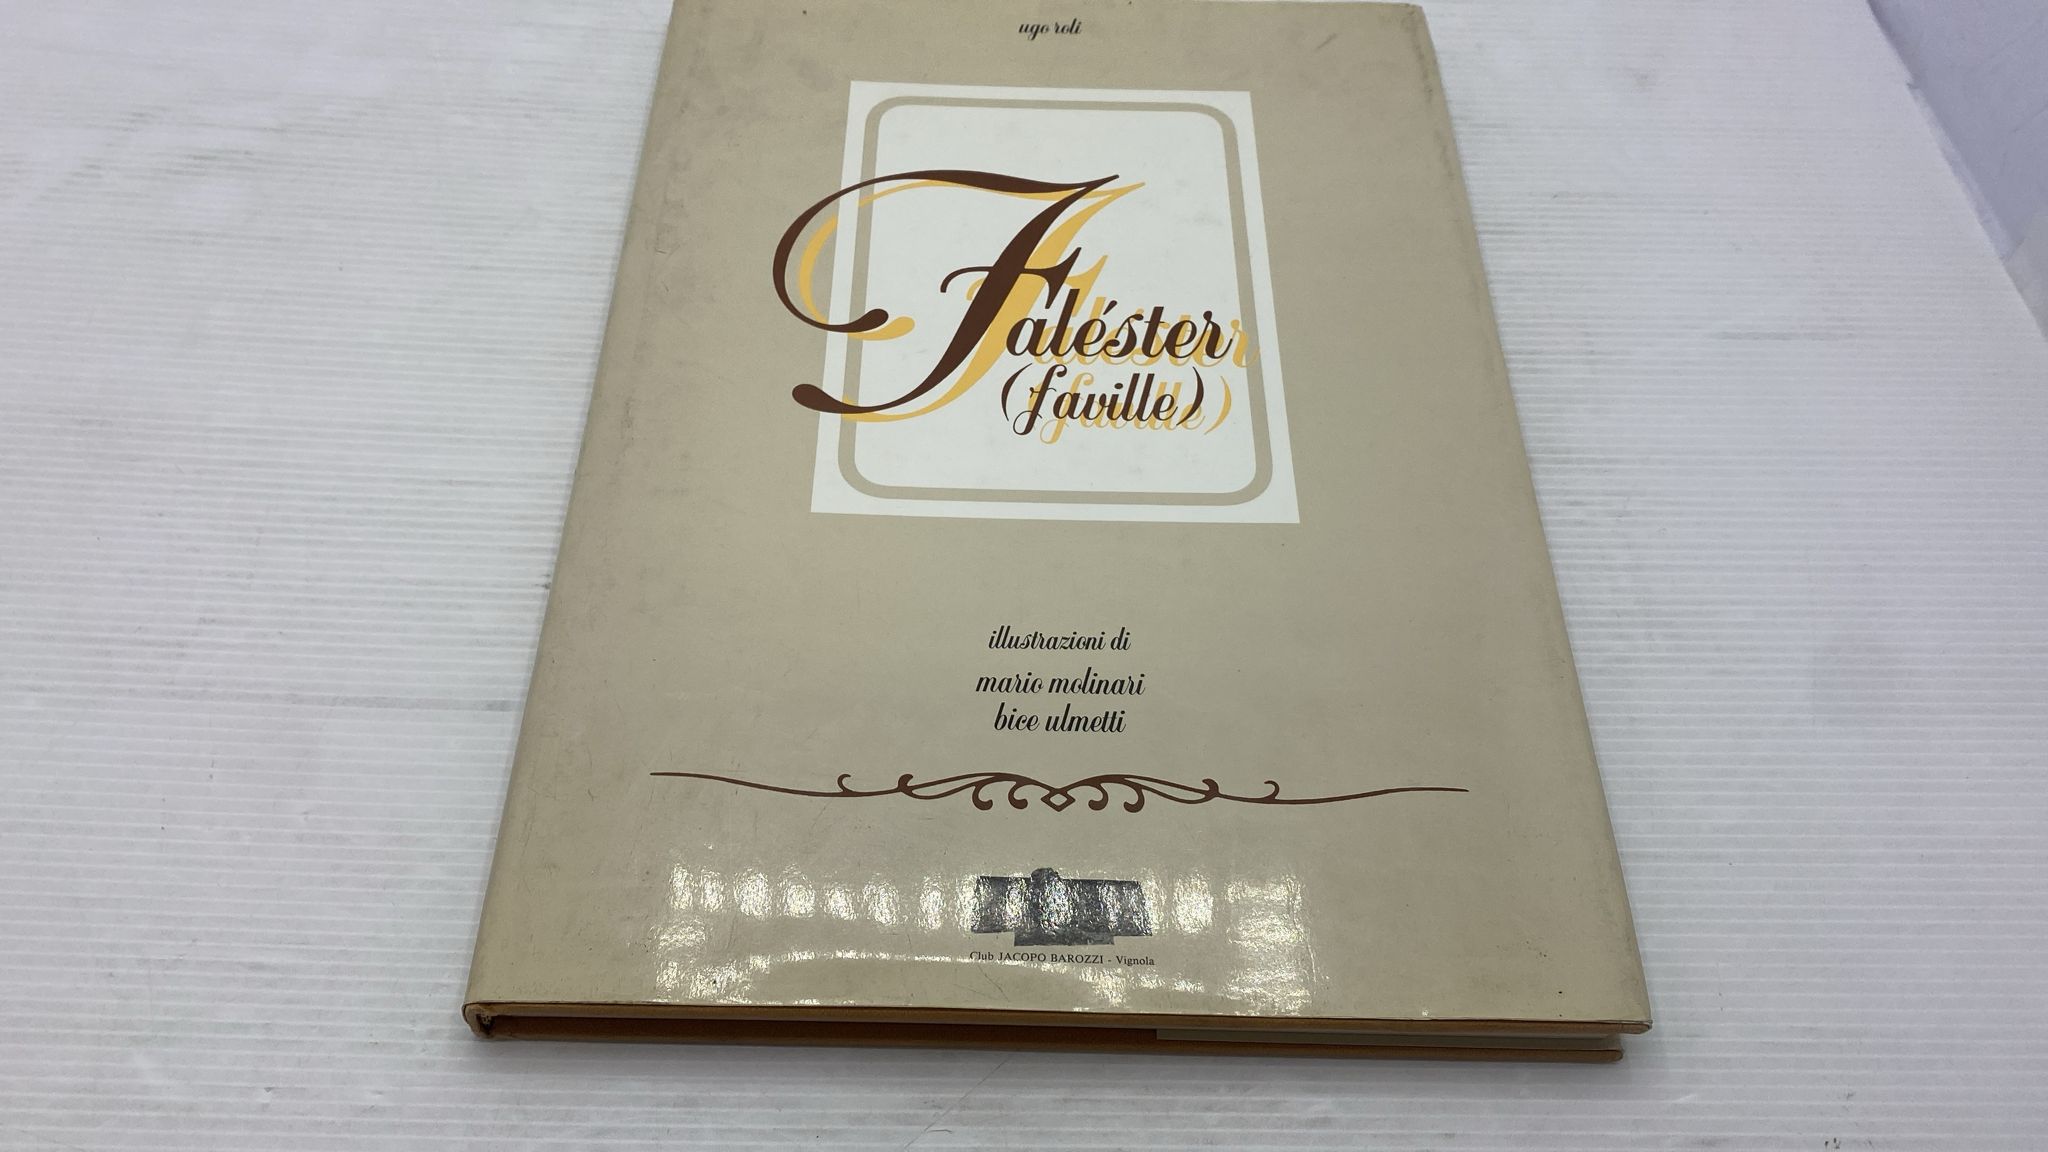 ugo roli
Faléster
(faville)
illustrazioni di
mario molinari
bice ulmetti
Club JACOPO BAROZZI - Vignola